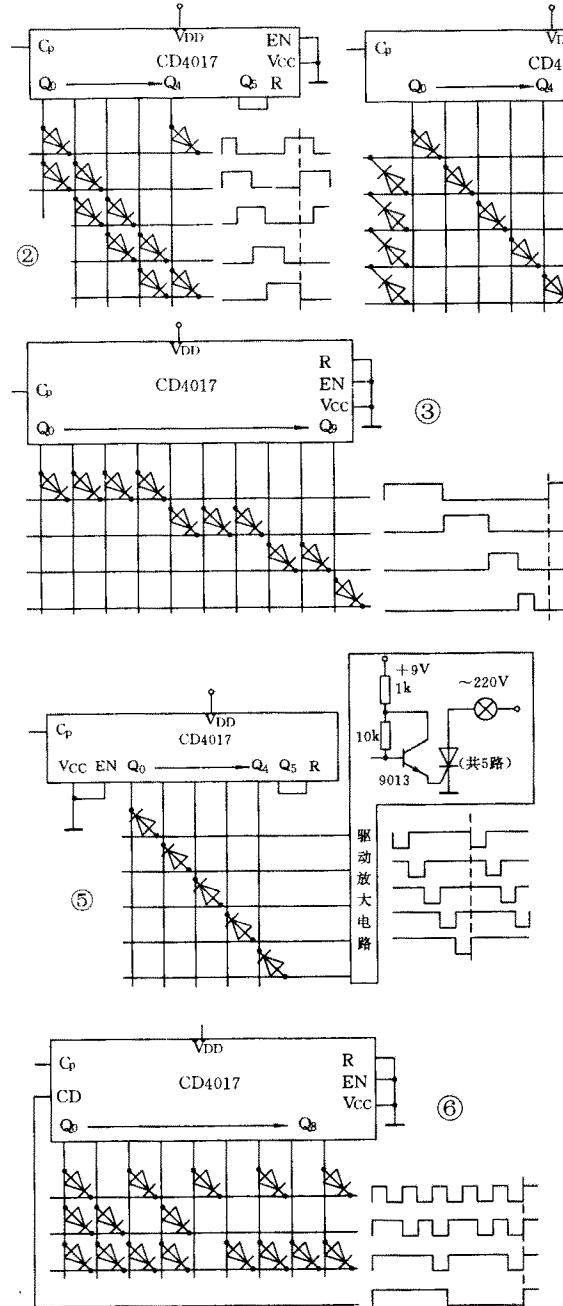 VDD
Cp
CD4017
EN
VCC
Q0
Q4
Q5
R
②
Cp
Q0
Q4
VDD
Cp
CD4017
R
EN
VCC
Q0
Q9
③
VDD
Cp
CD4017
VCC EN Q0
Q4 Q5 R
⑤
+9V
1k
10k
9013
~220V
(共5路)
驱动放大电路
VDD
Cp
CD
CD4017
R
EN
VCC
Q0
Q8
⑥